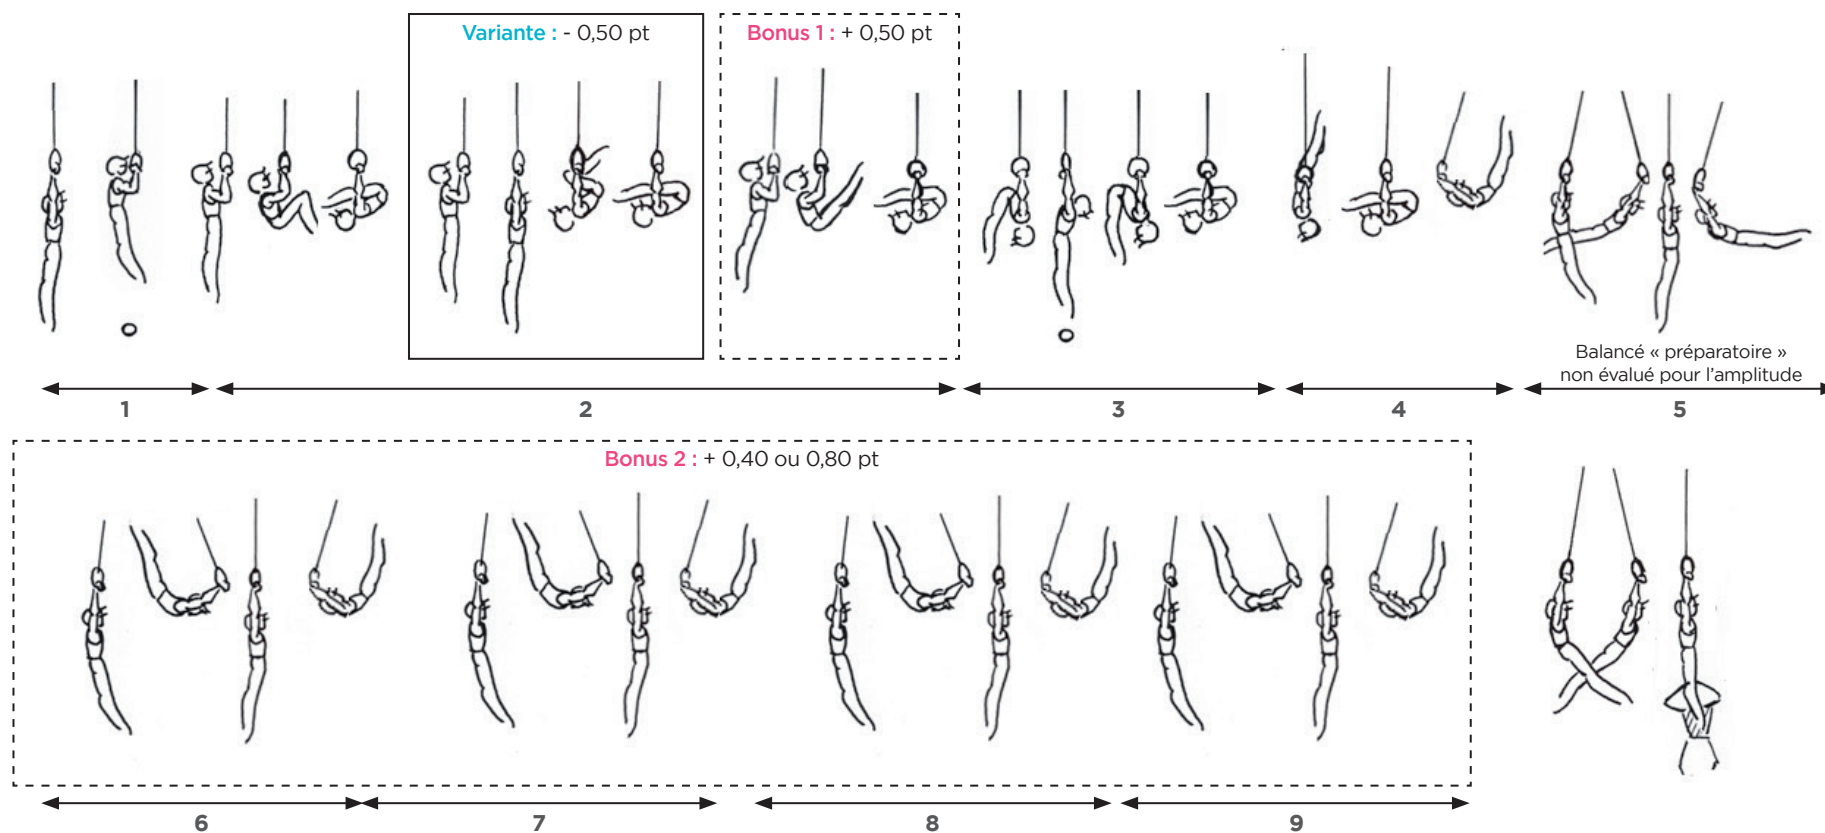 Variante : - 0,50 pt
Bonus 1 : + 0,50 pt
Balancé « préparatoire »
non évalué pour l'amplitude
1
2
3
4
5
Bonus 2 : + 0,40 ou 0,80 pt
6
7
8
9